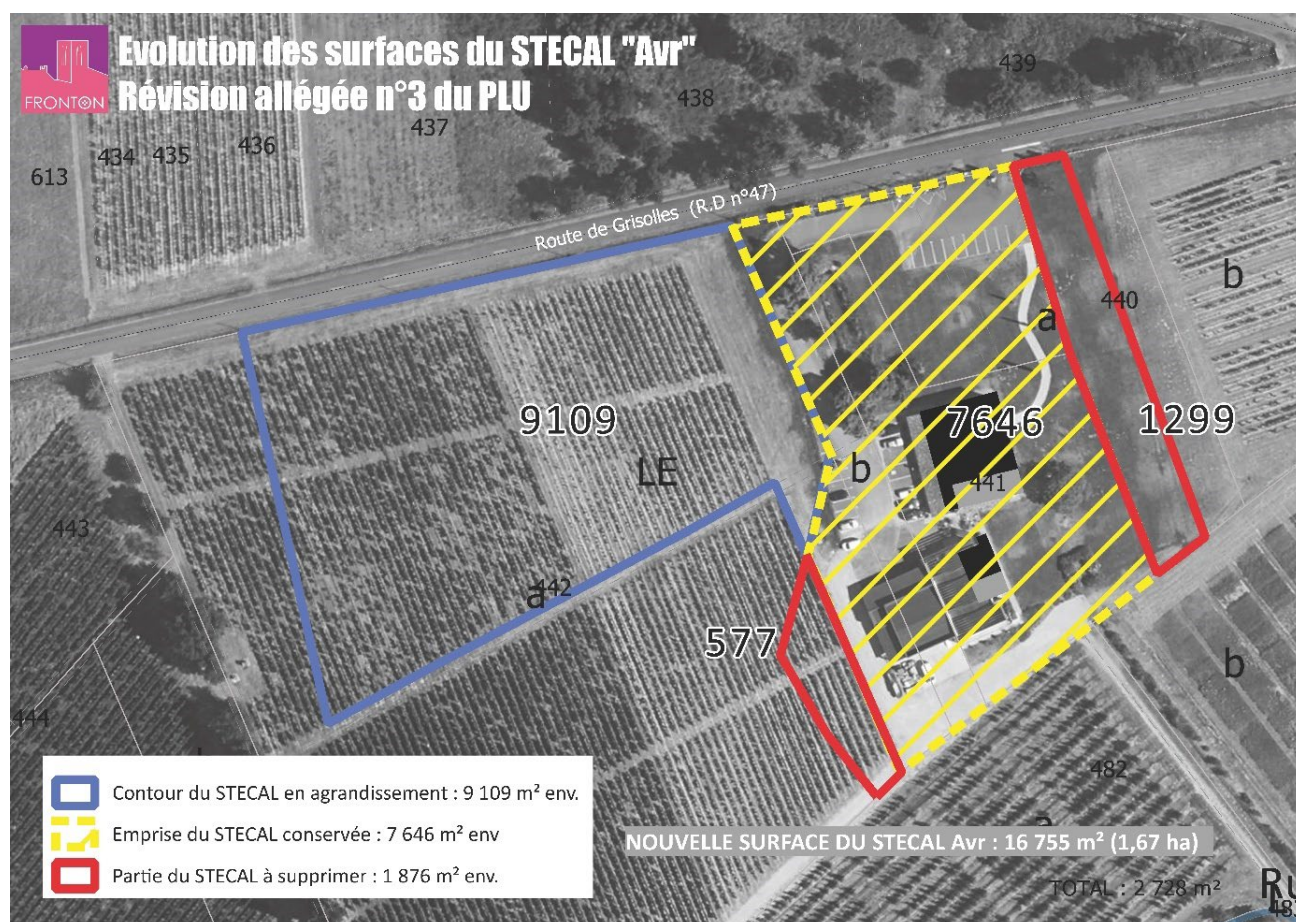 FRONTON
Evolution des surfaces du STECAL "Avr"
Révision allégée n°3 du PLU
439
438
437
436
435
434
613
Route de Grisolles (R.D n°47)
b
440
a
9109
7646
1299
LE
b
441
443
442
a
577
b
444
482
a
Contour du STECAL en agrandissement : 9 109 m² env.
Emprise du STECAL conservée : 7 646 m² env
Partie du STECAL à supprimer : 1 876 m² env.
NOUVELLE SURFACE DU STECAL Avr : 16 755 m² (1,67 ha)
TOTAL : 2 728 m²
Ru